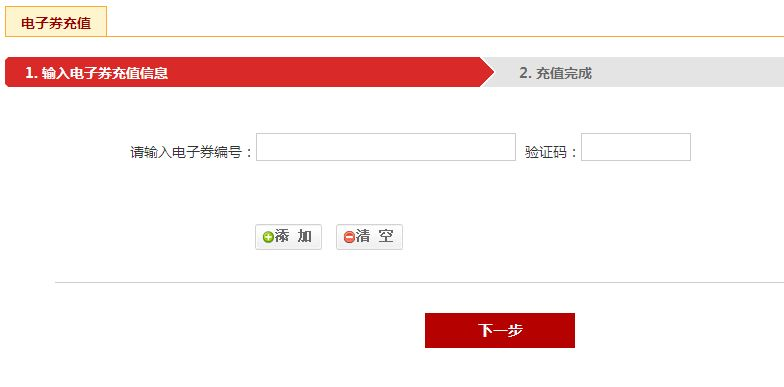 电子券充值
1. 输入电子券充值信息 2. 充值完成
请输入电子券编号： 验证码：
添 加 清 空
下一步